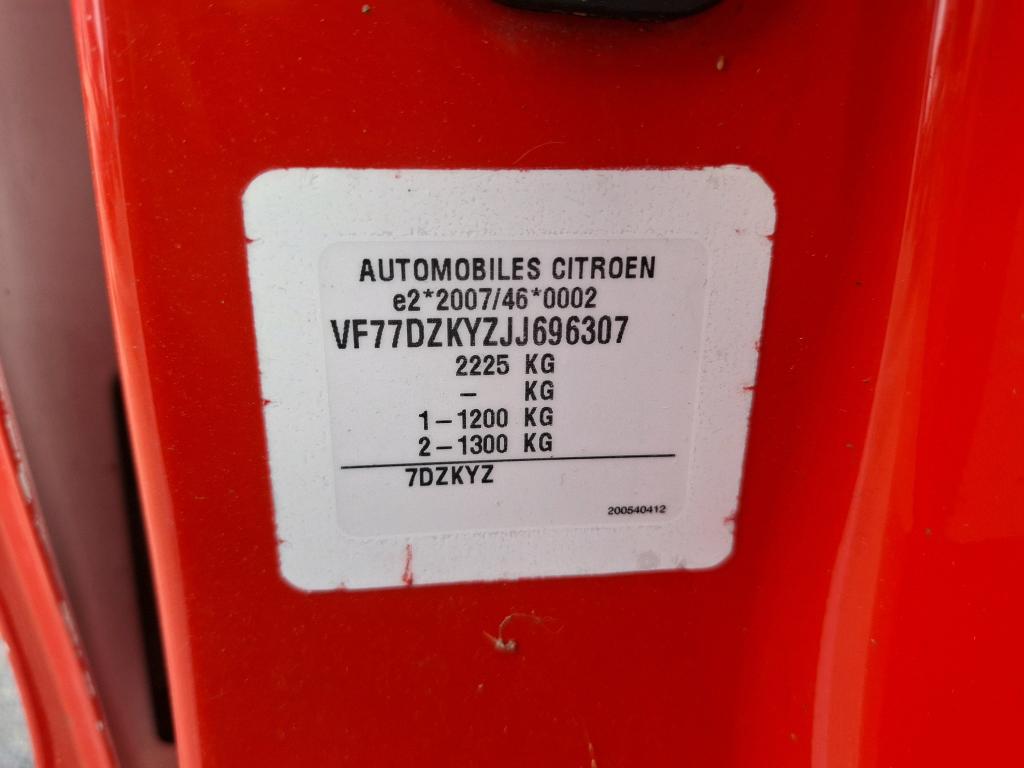 AUTOMOBILES CITROEN
e2*2007/46*0002
VF77DZKYZJJ696307
2225 KG
– KG
1–1200 KG
2–1300 KG
7DZKYZ
200540412